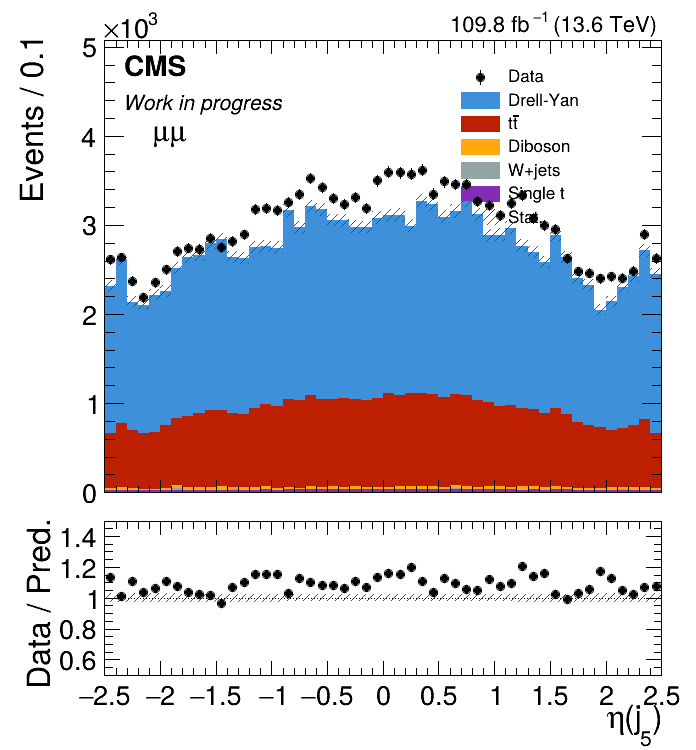 ×10³
109.8 fb⁻¹ (13.6 TeV)
5
CMS
Work in progress
μμ
Data
Drell-Yan
tt̅
Diboson
W+jets
Single t
Stat.
Events / 0.1
4
3
2
1
0
Data / Pred.
1.4
1.2
1
0.8
0.6
−2.5 −2 −1.5 −1 −0.5 0 0.5 1 1.5 2 2.5
η(j₅)